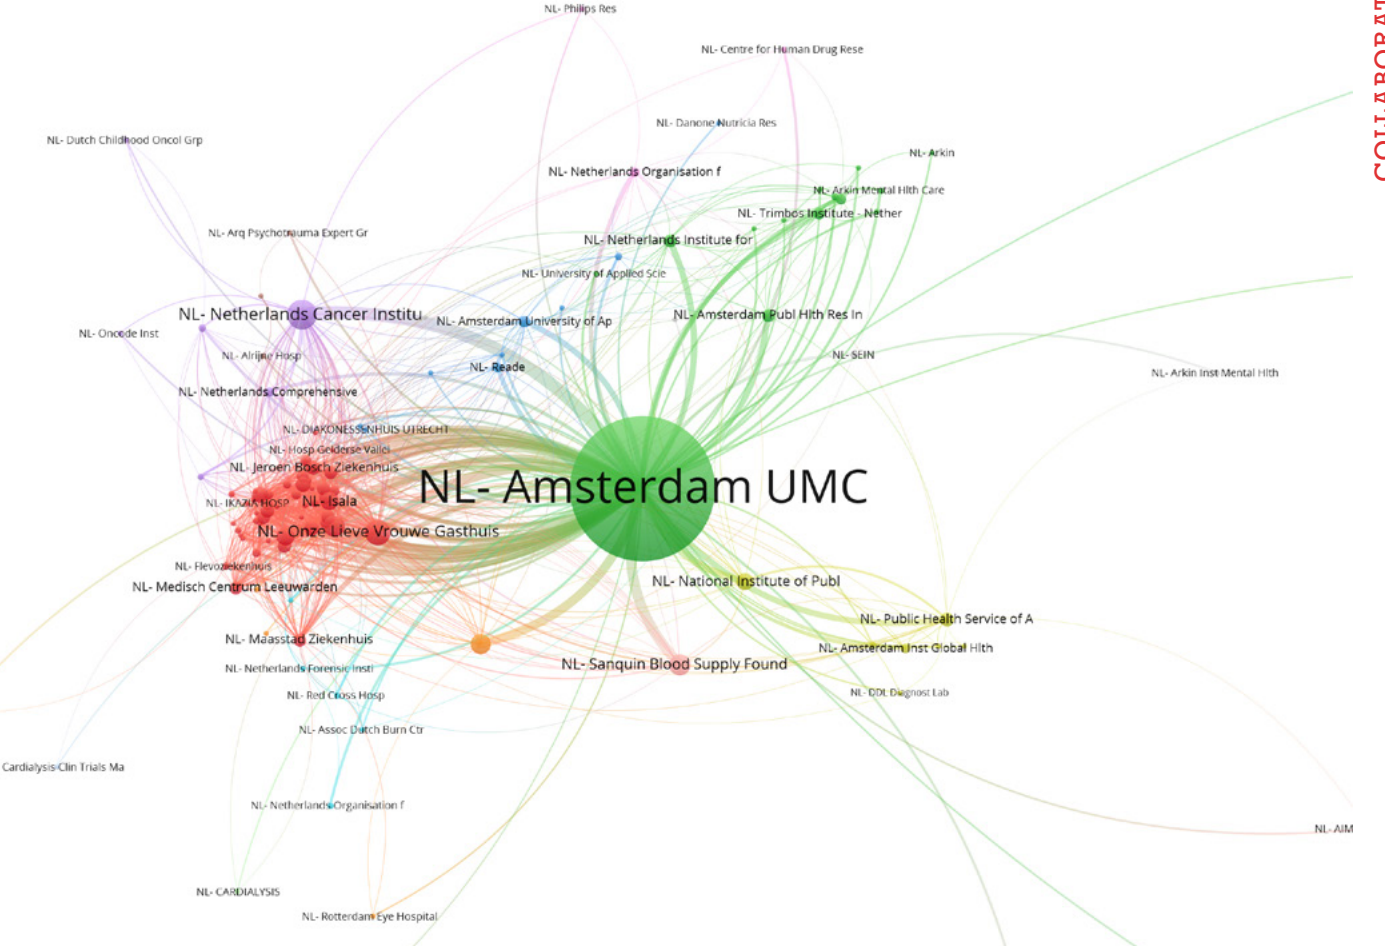 NL- Philips Res
NL- Centre for Human Drug Rese
NL- Danone Nutricia Res
NL- Dutch Childhood Oncol Grp
NL- Arkin
NL- Netherlands Organisation f
NL- Arkin Mental Hlth Care
NL- Trimbos Institute - Nether
NL- Arq Psychotrauma Expert Gr
NL- Netherlands Institute for
NL- University of Applied Scie
NL- Netherlands Cancer Institu
NL- Amsterdam University of Ap
NL- Amsterdam Publ Hlth Res In
NL- Oncode Inst
NL- Alrijne Hosp
NL- SEIN
NL- Reade
NL- Arkin Inst Mental Hlth
NL- Netherlands Comprehensive
NL- DIAKONESSENHUIS UTRECHT
NL- Hosp Gelderse Vallei
NL- Jeroen Bosch Ziekenhuis
NL- Amsterdam UMC
NL- IKAZIA HOSP
NL- Isala
NL- Onze Lieve Vrouwe Gasthuis
NL- Flevoziekenhuis
NL- National Institute of Publ
NL- Medisch Centrum Leeuwarden
NL- Public Health Service of A
NL- Maasstad Ziekenhuis
NL- Amsterdam Inst Global Hlth
NL- Sanquin Blood Supply Found
NL- Netherlands Forensic Insti
NL- DDL Diagnost Lab
NL- Red Cross Hosp
NL- Assoc Dutch Burn Ctr
Cardialysis Clin Trials Ma
NL- Netherlands Organisation f
NL- AIM
NL- CARDIALYSIS
NL- Rotterdam Eye Hospital
COLLABORAT